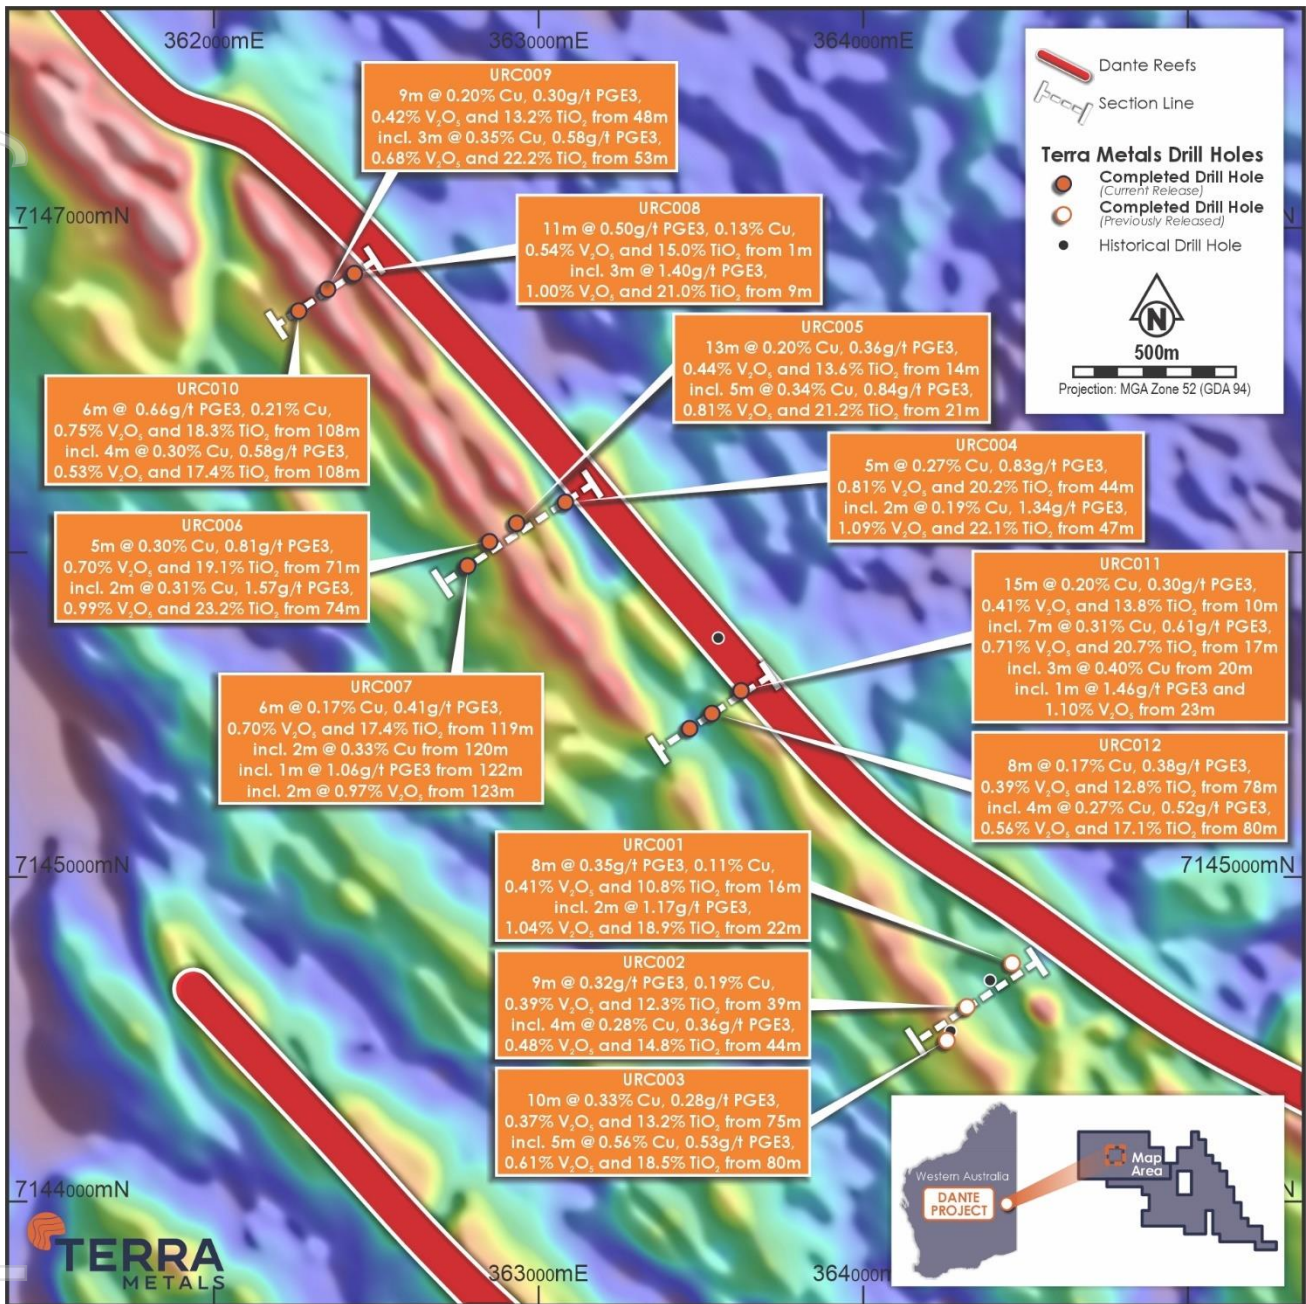 362000mE
363000mE
364000mE
7147000mN
7145000mN
7145000mN
7144000mN
N
363000mE
364000m
Dante Reefs
Section Line
Terra Metals Drill Holes
Completed Drill Hole
(Current Release)
Completed Drill Hole
(Previously Released)
Historical Drill Hole
N
500m
Projection: MGA Zone 52 (GDA 94)
URC009
9m @ 0.20% Cu, 0.30g/t PGE3,
0.42% V₂O₅ and 13.2% TiO₂ from 48m
incl. 3m @ 0.35% Cu, 0.58g/t PGE3,
0.68% V₂O₅ and 22.2% TiO₂ from 53m
URC008
11m @ 0.50g/t PGE3, 0.13% Cu,
0.54% V₂O₅ and 15.0% TiO₂ from 1m
incl. 3m @ 1.40g/t PGE3,
1.00% V₂O₅ and 21.0% TiO₂ from 9m
URC005
13m @ 0.20% Cu, 0.36g/t PGE3,
0.44% V₂O₅ and 13.6% TiO₂ from 14m
incl. 5m @ 0.34% Cu, 0.84g/t PGE3,
0.81% V₂O₅ and 21.2% TiO₂ from 21m
URC010
6m @ 0.66g/t PGE3, 0.21% Cu,
0.75% V₂O₅ and 18.3% TiO₂ from 108m
incl. 4m @ 0.30% Cu, 0.58g/t PGE3,
0.53% V₂O₅ and 17.4% TiO₂ from 108m
URC004
5m @ 0.27% Cu, 0.83g/t PGE3,
0.81% V₂O₅ and 20.2% TiO₂ from 44m
incl. 2m @ 0.19% Cu, 1.34g/t PGE3,
1.09% V₂O₅ and 22.1% TiO₂ from 47m
URC006
5m @ 0.30% Cu, 0.81g/t PGE3,
0.70% V₂O₅ and 19.1% TiO₂ from 71m
incl. 2m @ 0.31% Cu, 1.57g/t PGE3,
0.99% V₂O₅ and 23.2% TiO₂ from 74m
URC011
15m @ 0.20% Cu, 0.30g/t PGE3,
0.41% V₂O₅ and 13.8% TiO₂ from 10m
incl. 7m @ 0.31% Cu, 0.61g/t PGE3,
0.71% V₂O₅ and 20.7% TiO₂ from 17m
incl. 3m @ 0.40% Cu from 20m
incl. 1m @ 1.46g/t PGE3 and
1.10% V₂O₅ from 23m
URC007
6m @ 0.17% Cu, 0.41g/t PGE3,
0.70% V₂O₅ and 17.4% TiO₂ from 119m
incl. 2m @ 0.33% Cu from 120m
incl. 1m @ 1.06g/t PGE3 from 122m
incl. 2m @ 0.97% V₂O₅ from 123m
URC012
8m @ 0.17% Cu, 0.38g/t PGE3,
0.39% V₂O₅ and 12.8% TiO₂ from 78m
incl. 4m @ 0.27% Cu, 0.52g/t PGE3,
0.56% V₂O₅ and 17.1% TiO₂ from 80m
URC001
8m @ 0.35g/t PGE3, 0.11% Cu,
0.41% V₂O₅ and 10.8% TiO₂ from 16m
incl. 2m @ 1.17g/t PGE3,
1.04% V₂O₅ and 18.9% TiO₂ from 22m
URC002
9m @ 0.32g/t PGE3, 0.19% Cu,
0.39% V₂O₅ and 12.3% TiO₂ from 39m
incl. 4m @ 0.28% Cu, 0.36g/t PGE3,
0.48% V₂O₅ and 14.8% TiO₂ from 44m
URC003
10m @ 0.33% Cu, 0.28g/t PGE3,
0.37% V₂O₅ and 13.2% TiO₂ from 75m
incl. 5m @ 0.56% Cu, 0.53g/t PGE3,
0.61% V₂O₅ and 18.5% TiO₂ from 80m
Western Australia
DANTE
PROJECT
Map
Area
TERRA
METALS